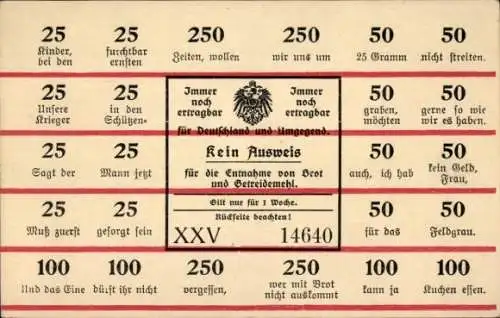 25 25 250 250 50 50
Kinder, furchtbar Zeiten, wollen wir uns um 25 Gramm nicht streiten.
bei den ernsten
25 25 Immer Immer 50 50
noch noch
ertragbar ertragbar
Unsere in den graben, gerne so wie
Krieger Schützen- möchten wir es haben.
für Deutschland und Umgegend.
25 25 Kein Ausweis 50 50
Sagt der Mann jetzt für die Entnahme von Brot auch, ich hab kein Geld,
und Getreidemehl. Frau,
Gilt nur für 1 Woche.
25 25 Rückseite beachten! 50 50
Muß zuerst gesorgt sein XXV 14640 für das Feldgrau.
100 100 250 250 100 100
Und das Eine dürft ihr nicht vergessen, wer mit Brot kann ja Kuchen essen.
nicht auskommt